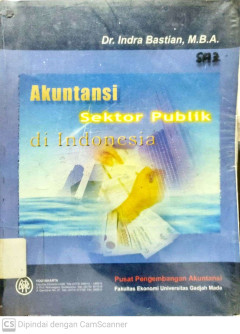 Dr. Indra Bastian, M.B.A.
Akuntansi
Sektor Publik
di Indonesia
Pusat Pengembangan Akuntansi
Fakultas Ekonomi Universitas Gadjah Mada
CS Dipindai dengan CamScanner